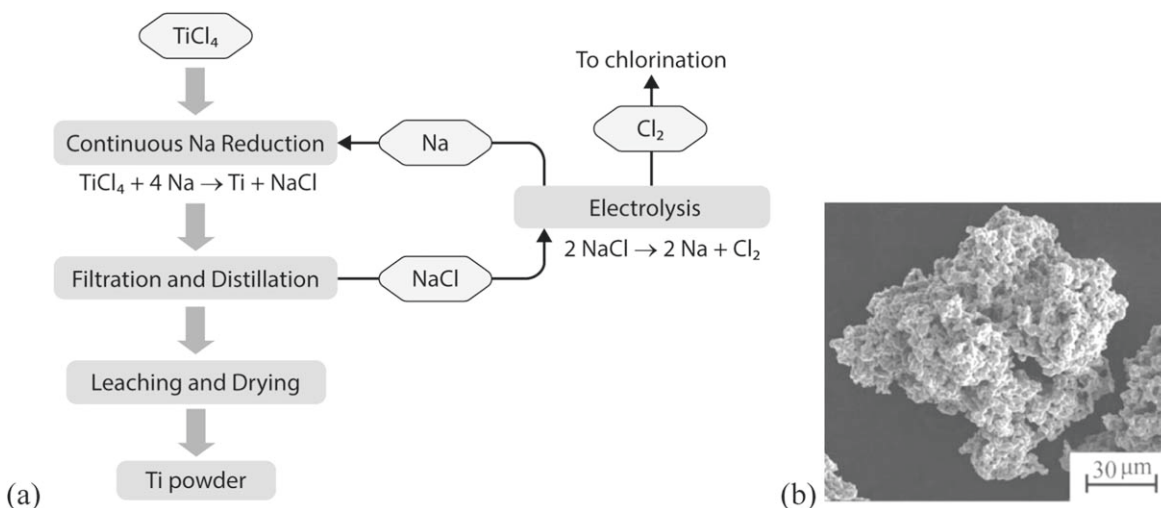 TiCl₄
To chlorination
Continuous Na Reduction
Na
Cl₂
TiCl₄ + 4 Na → Ti + NaCl
Electrolysis
2 NaCl → 2 Na + Cl₂
Filtration and Distillation
NaCl
Leaching and Drying
Ti powder
(a)
(b)
30 μm